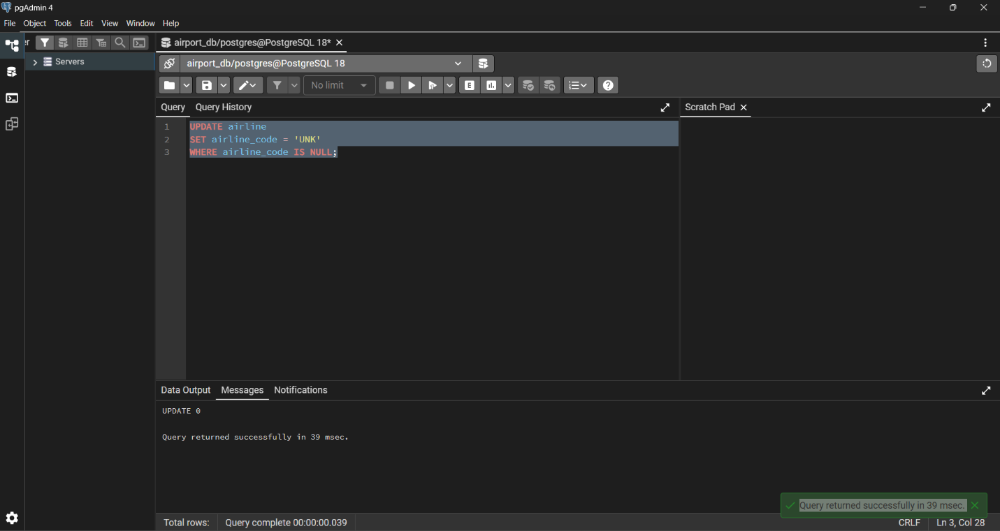 pgAdmin 4
File Object Tools Edit View Window Help
er
airport_db/postgres@PostgreSQL 18*
Servers
airport_db/postgres@PostgreSQL 18
No limit
E
Query Query History
Scratch Pad
1 UPDATE airline
2 SET airline_code = 'UNK'
3 WHERE airline_code IS NULL;
Data Output Messages Notifications
UPDATE 0
Query returned successfully in 39 msec.
Query returned successfully in 39 msec.
Total rows: Query complete 00:00:00.039 CRLF Ln 3, Col 28